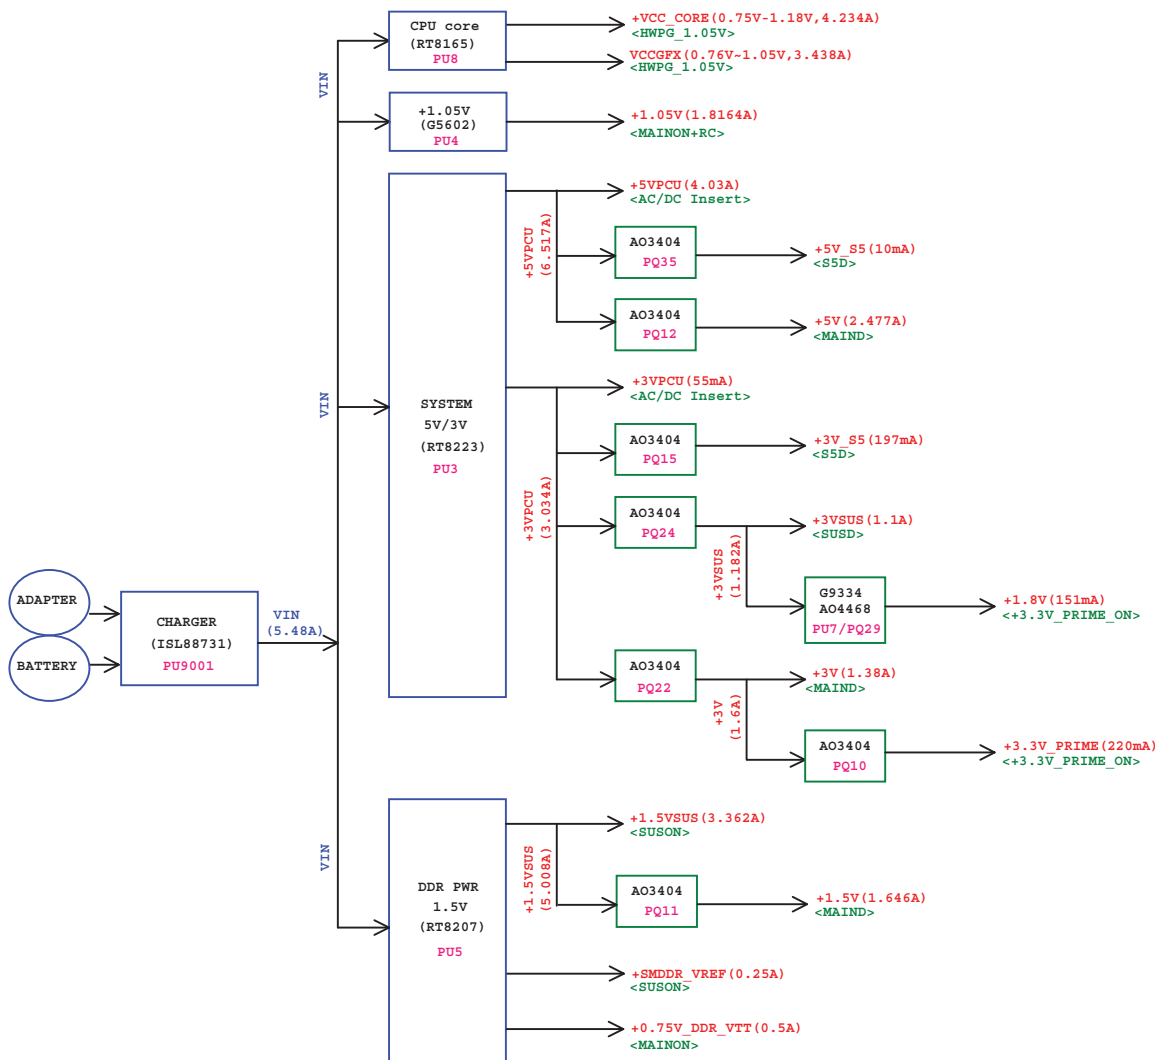 CPU core
(RT8165)
PU8
+VCC_CORE(0.75V-1.18V,4.234A)
<HWPG_1.05V>
VCCGFX(0.76V~1.05V,3.438A)
<HWPG_1.05V>
VIN
+1.05V
(G5602)
PU4
+1.05V(1.8164A)
<MAINON+RC>
+5VPCU(4.03A)
<AC/DC Insert>
+5VPCU
(6.517A)
AO3404
PQ35
+5V_S5(10mA)
<S5D>
AO3404
PQ12
+5V(2.477A)
<MAIND>
VIN
SYSTEM
5V/3V
(RT8223)
PU3
+3VPCU(55mA)
<AC/DC Insert>
+3VPCU
(3.034A)
AO3404
PQ15
+3V_S5(197mA)
<S5D>
AO3404
PQ24
+3VSUS(1.1A)
<SUSD>
+3VSUS
(1.182A)
G9334
AO4468
PU7/PQ29
+1.8V(151mA)
<+3.3V_PRIME_ON>
ADAPTER
BATTERY
CHARGER
(ISL88731)
PU9001
VIN
(5.48A)
AO3404
PQ22
+3V(1.38A)
<MAIND>
+3V
(1.6A)
AO3404
PQ10
+3.3V_PRIME(220mA)
<+3.3V_PRIME_ON>
VIN
DDR PWR
1.5V
(RT8207)
PU5
+1.5VSUS(3.362A)
<SUSON>
+1.5VSUS
(5.008A)
AO3404
PQ11
+1.5V(1.646A)
<MAIND>
+SMDDR_VREF(0.25A)
<SUSON>
+0.75V_DDR_VTT(0.5A)
<MAINON>